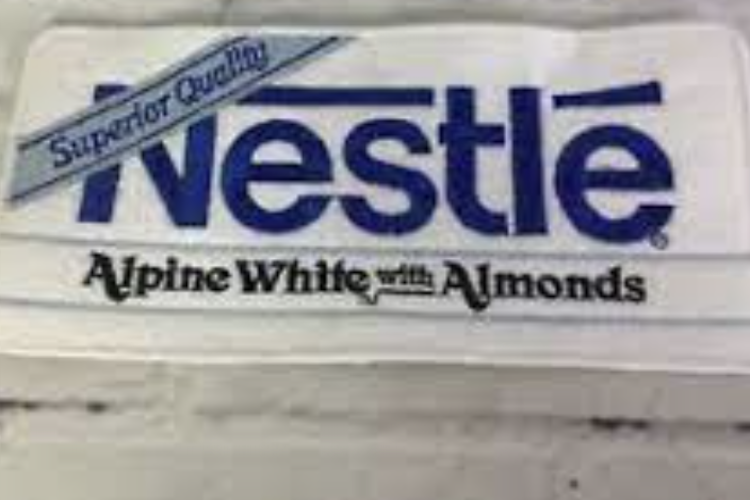 Superior Quality
Nestlé®
Alpine White with Almonds